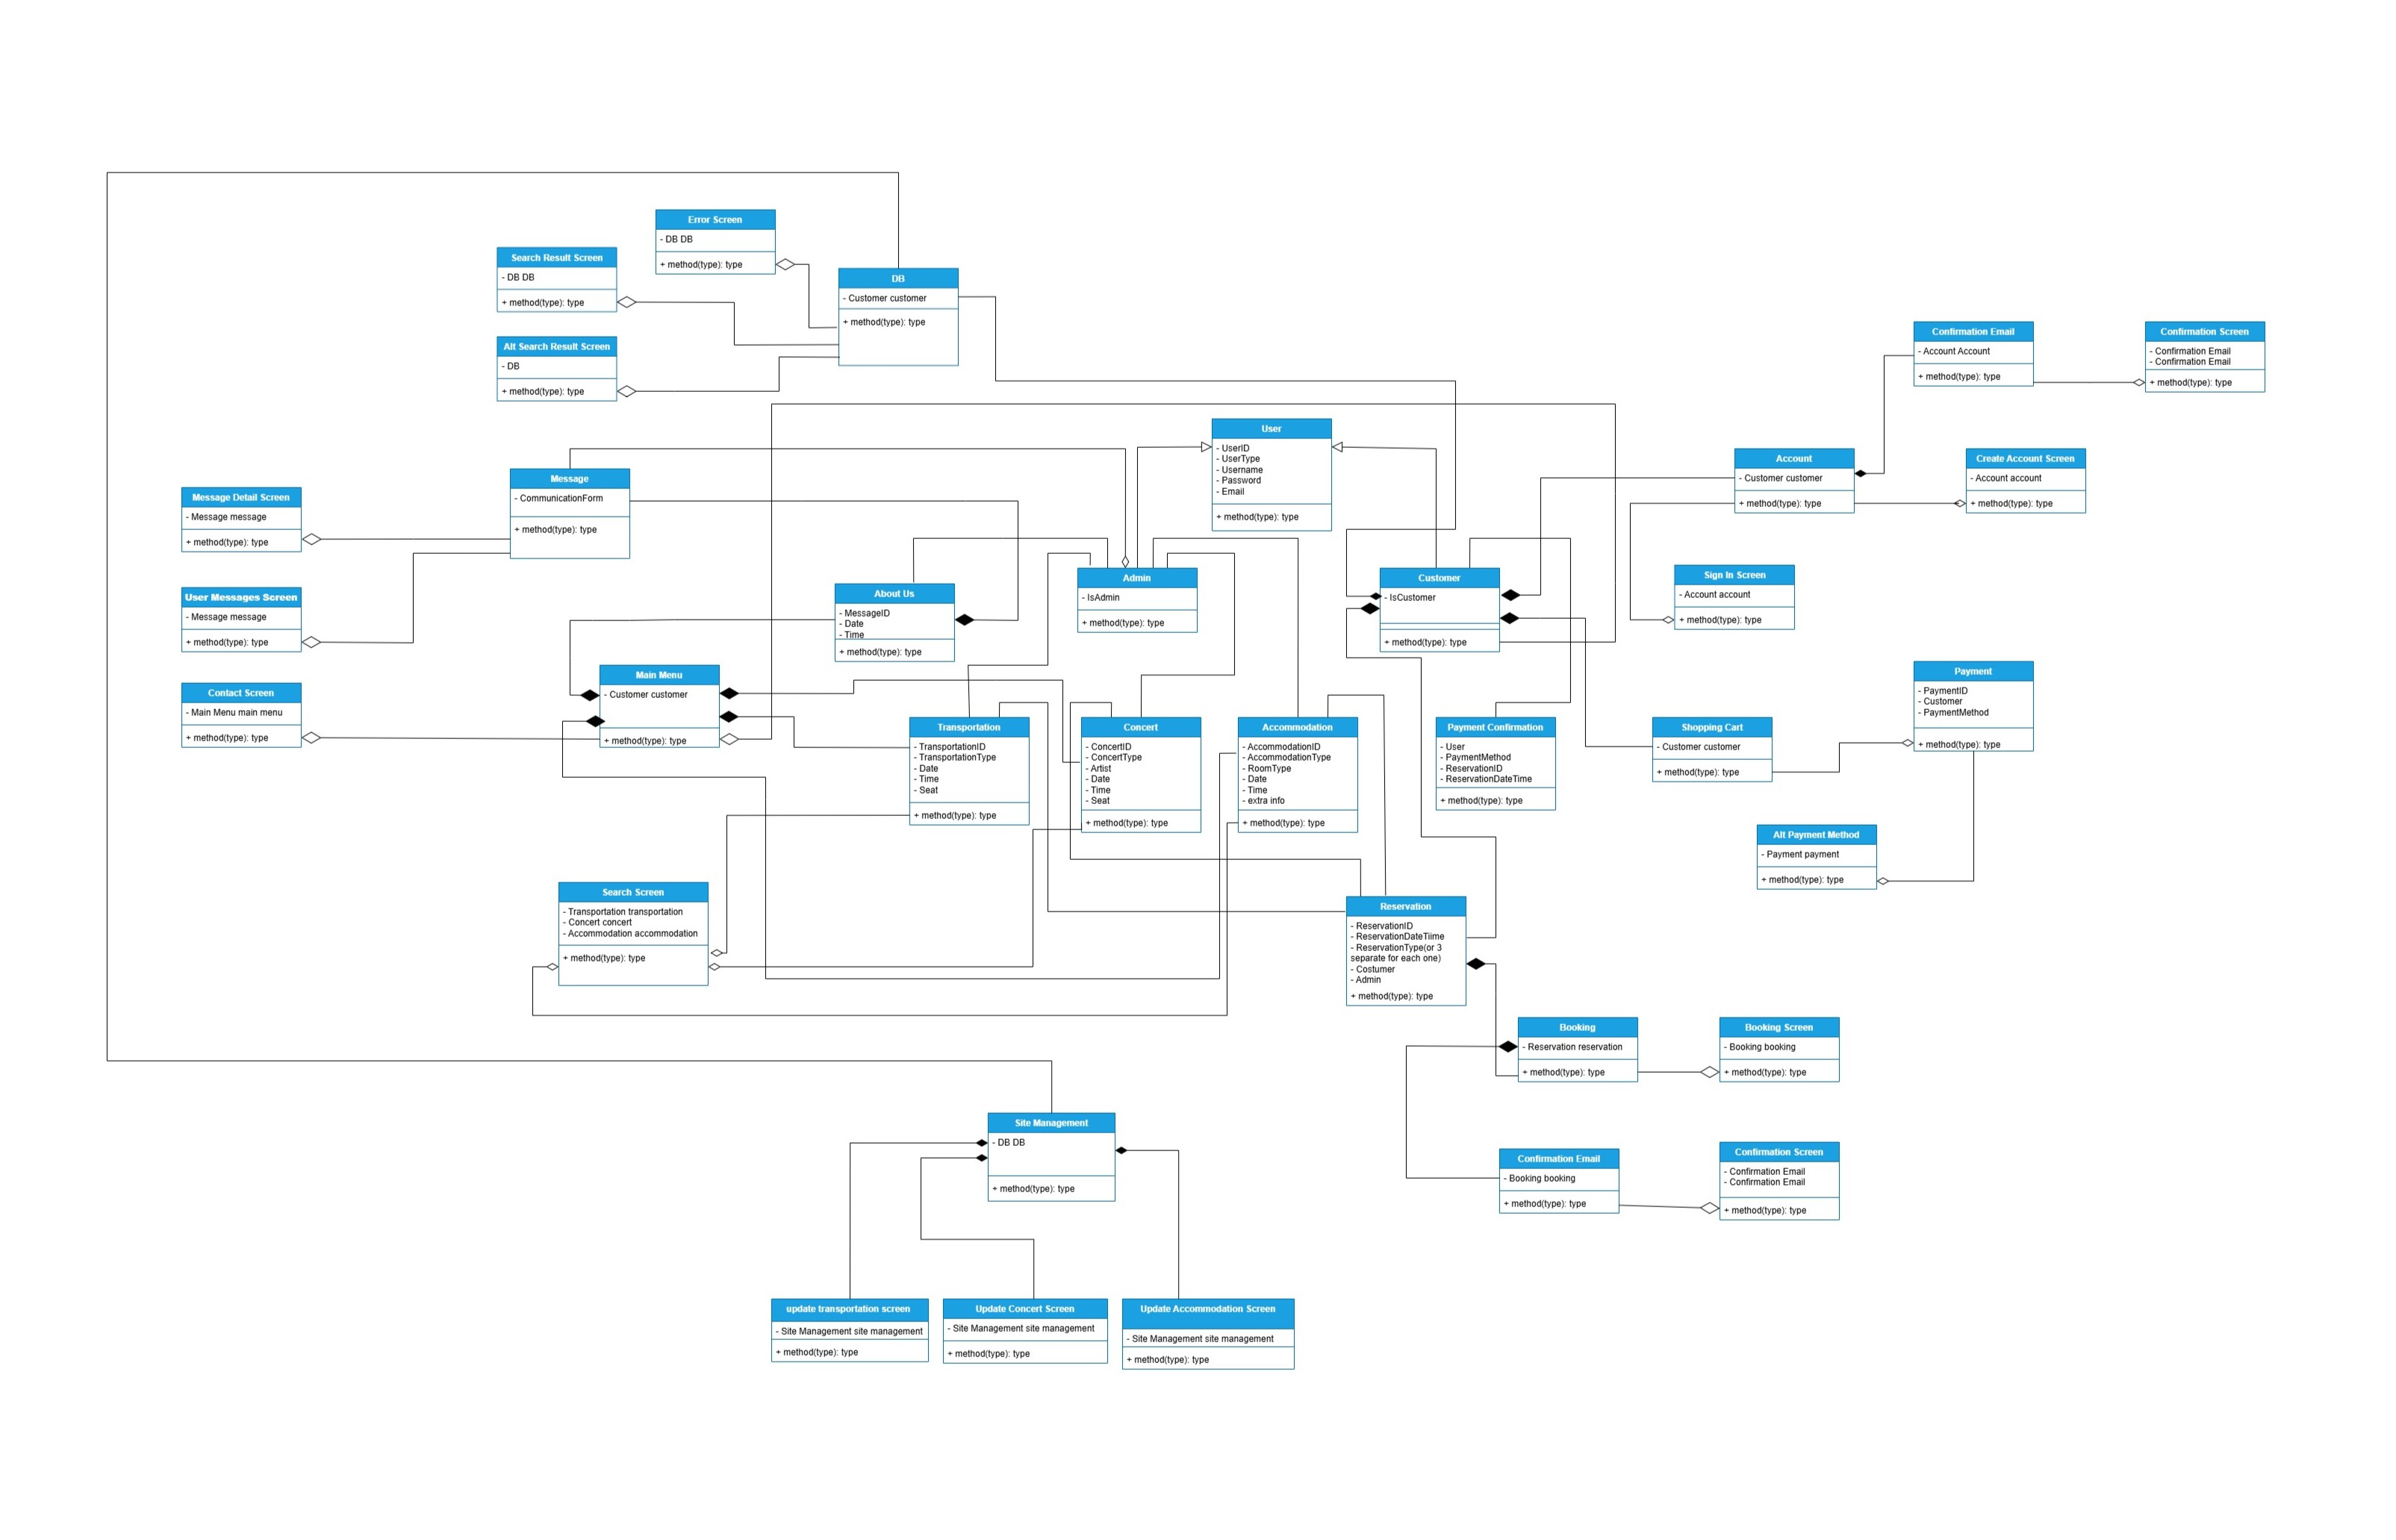 Error Screen
- DB DB
+ method(type): type
Search Result Screen
- DB DB
+ method(type): type
DB
- Customer customer
+ method(type): type
Alt Search Result Screen
- DB
+ method(type): type
Confirmation Email
- Account Account
+ method(type): type
Confirmation Screen
- Confirmation Email
- Confirmation Email
+ method(type): type
User
- UserID
- UserType
- Username
- Password
- Email
+ method(type): type
Account
- Customer customer
+ method(type): type
Create Account Screen
- Account account
+ method(type): type
Message
- CommunicationForm
+ method(type): type
Message Detail Screen
- Message message
+ method(type): type
Admin
- IsAdmin
+ method(type): type
Customer
- IsCustomer
+ method(type): type
Sign In Screen
- Account account
+ method(type): type
About Us
- MessageID
- Date
- Time
+ method(type): type
User Messages Screen
- Message message
+ method(type): type
Main Menu
- Customer customer
+ method(type): type
Contact Screen
- Main Menu main menu
+ method(type): type
Payment
- PaymentID
- Customer
- PaymentMethod
+ method(type): type
Transportation
- TransportationID
- TransportationType
- Date
- Time
- Seat
+ method(type): type
Concert
- ConcertID
- ConcertType
- Artist
- Date
- Time
- Seat
+ method(type): type
Accommodation
- AccommodationID
- AccommodationType
- RoomType
- Date
- Time
- extra info
+ method(type): type
Payment Confirmation
- User
- PaymentMethod
- ReservationID
- ReservationDateTime
+ method(type): type
Shopping Cart
- Customer customer
+ method(type): type
Alt Payment Method
- Payment payment
+ method(type): type
Search Screen
- Transportation transportation
- Concert concert
- Accommodation accommodation
+ method(type): type
Reservation
- ReservationID
- ReservationDateTiime
- ReservationType(or 3
separate for each one)
- Costumer
- Admin
+ method(type): type
Booking
- Reservation reservation
+ method(type): type
Booking Screen
- Booking booking
+ method(type): type
Site Management
- DB DB
+ method(type): type
Confirmation Email
- Booking booking
+ method(type): type
Confirmation Screen
- Confirmation Email
- Confirmation Email
+ method(type): type
update transportation screen
- Site Management site management
+ method(type): type
Update Concert Screen
- Site Management site management
+ method(type): type
Update Accommodation Screen
- Site Management site management
+ method(type): type